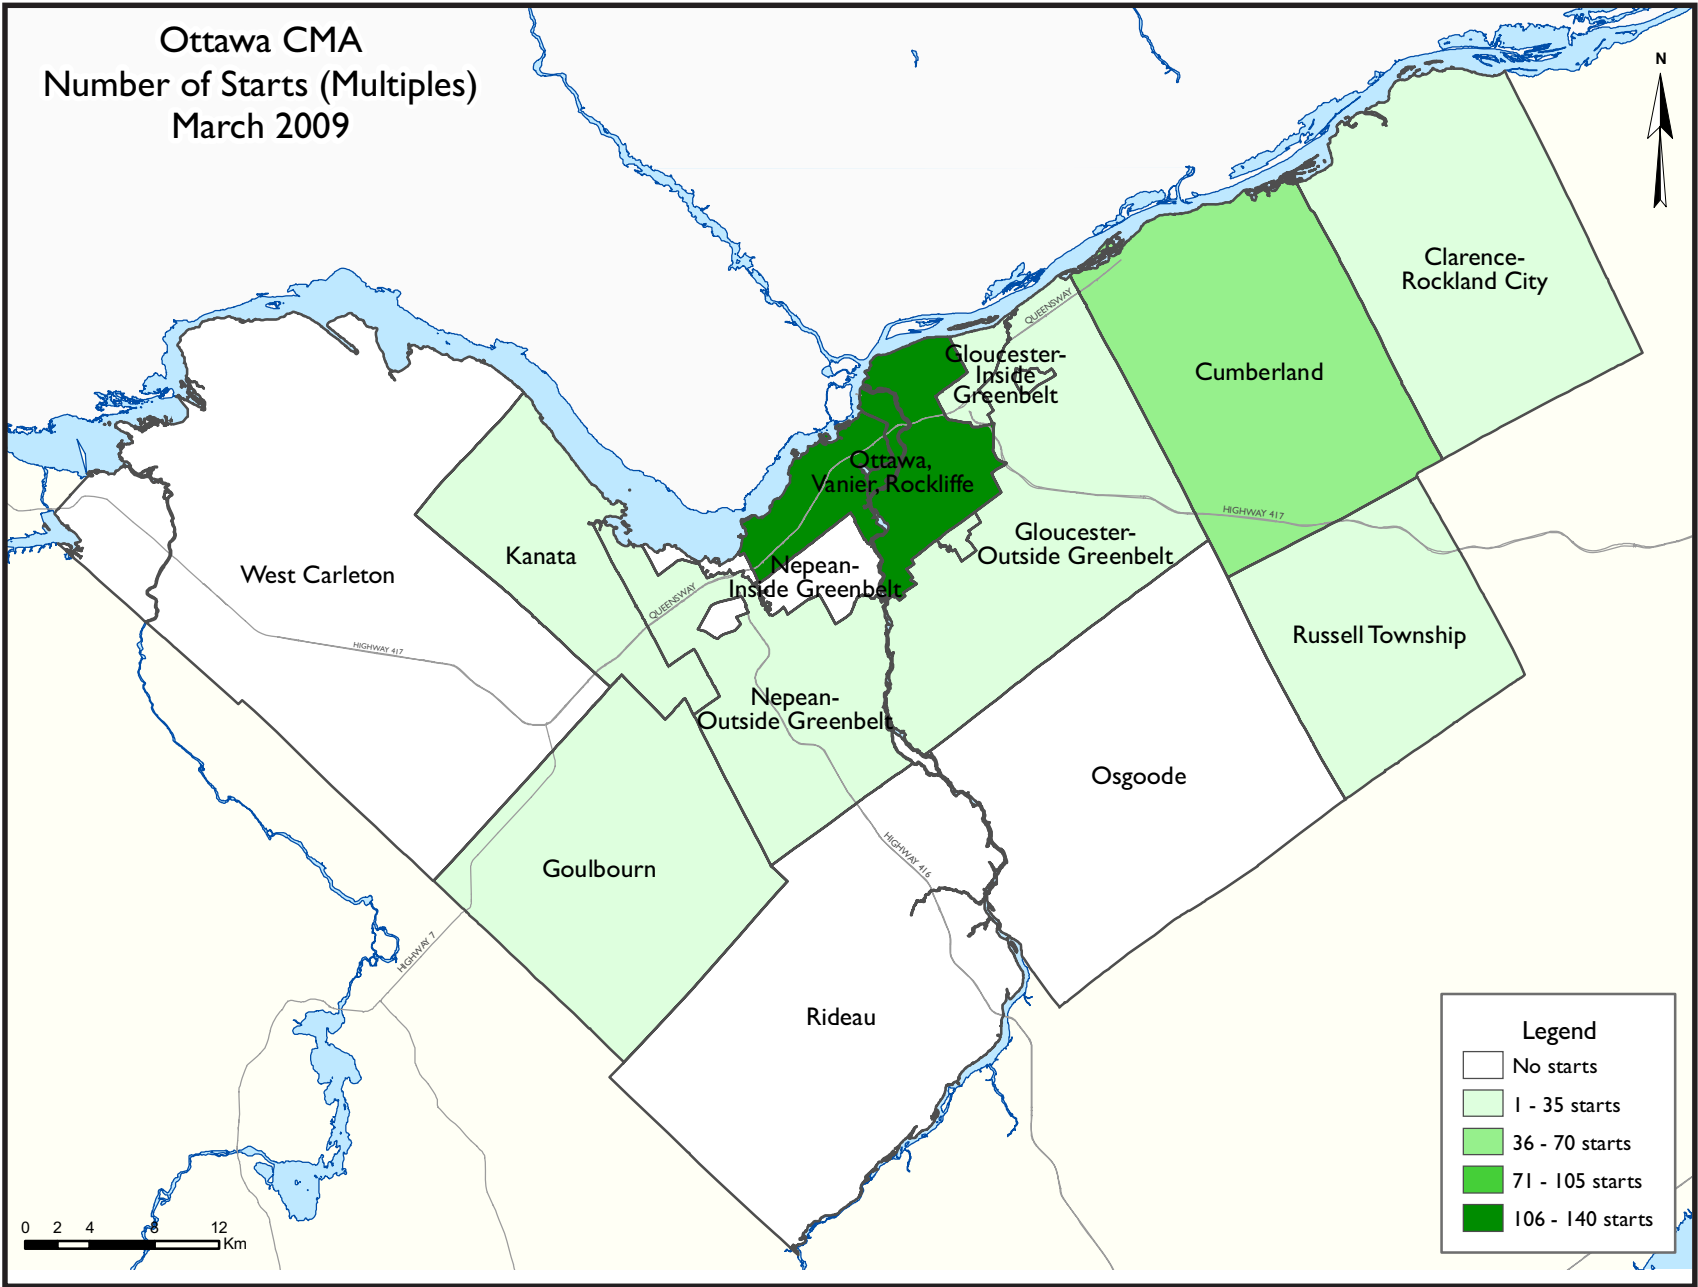 Ottawa CMA
Number of Starts (Multiples)
March 2009
N
Clarence-
Rockland City
QUEENSWAY
Gloucester-
Inside
Greenbelt
Cumberland
Ottawa,
Vanier, Rockliffe
HIGHWAY 417
Gloucester-
Outside Greenbelt
Kanata
West Carleton
Nepean-
Inside Greenbelt
QUEENSWAY
Russell Township
HIGHWAY 417
Nepean-
Outside Greenbelt
Osgoode
HIGHWAY 416
Goulbourn
HIGHWAY 7
Rideau
Legend
No starts
1 - 35 starts
36 - 70 starts
71 - 105 starts
106 - 140 starts
0 2 4 8 12
Km